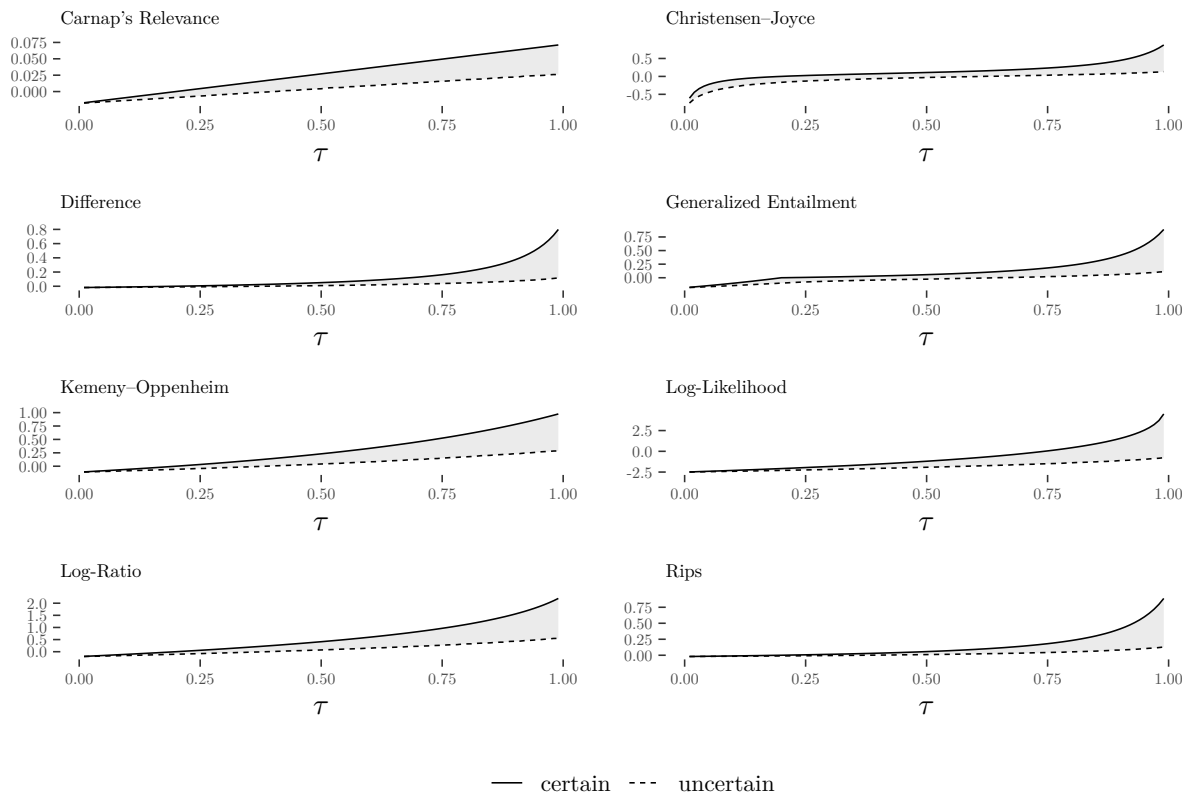 Carnap's Relevance
0.075
0.050
0.025
0.000
0.00 0.25 0.50 0.75 1.00
τ
Christensen–Joyce
0.5
0.0
-0.5
0.00 0.25 0.50 0.75 1.00
τ
Difference
0.8
0.6
0.4
0.2
0.0
0.00 0.25 0.50 0.75 1.00
τ
Generalized Entailment
0.75
0.50
0.25
0.00
0.00 0.25 0.50 0.75 1.00
τ
Kemeny–Oppenheim
1.00
0.75
0.50
0.25
0.00
0.00 0.25 0.50 0.75 1.00
τ
Log-Likelihood
2.5
0.0
-2.5
0.00 0.25 0.50 0.75 1.00
τ
Log-Ratio
2.0
1.5
1.0
0.5
0.0
0.00 0.25 0.50 0.75 1.00
τ
Rips
0.75
0.50
0.25
0.00
0.00 0.25 0.50 0.75 1.00
τ
certain uncertain